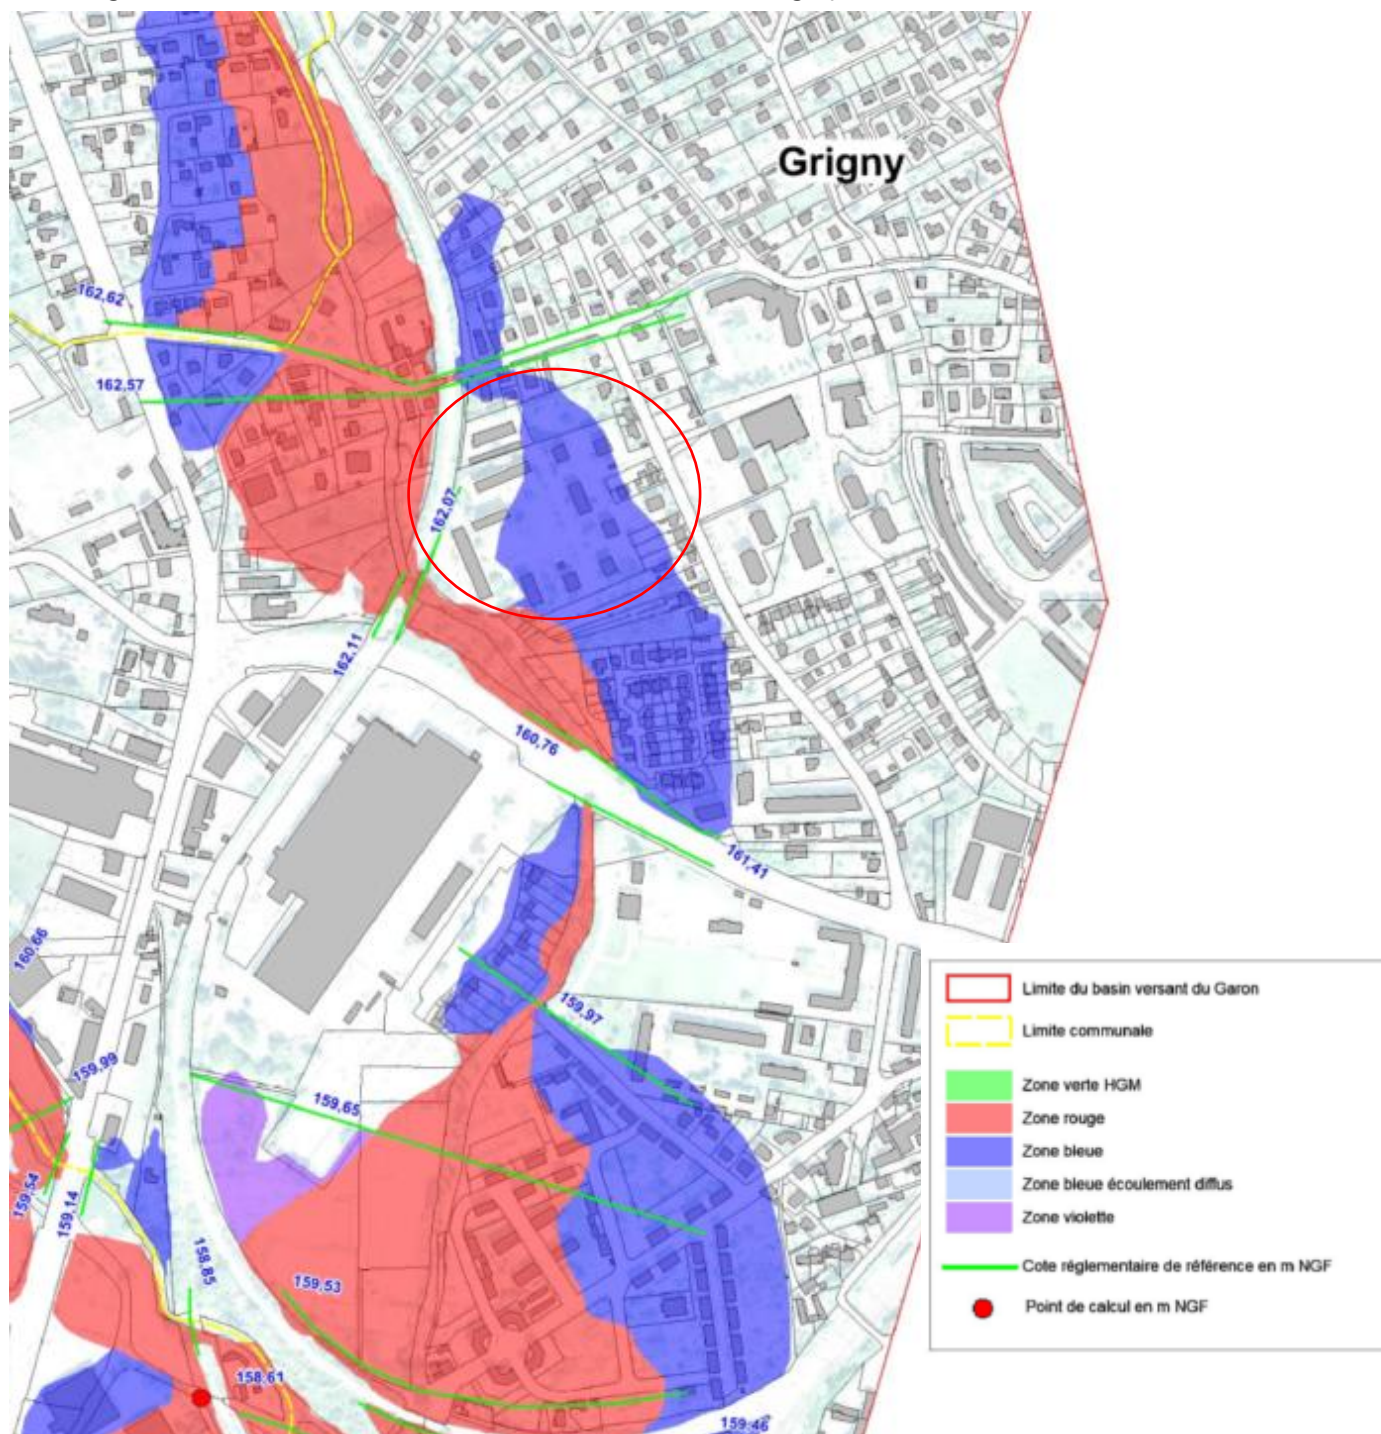 Grigny
162,62
162,57
162,07
162,11
160,76
161,41
160,66
159,97
159,99
159,65
159,54
159,14
158,85
159,53
158,61
159,46
Limite du basin versant du Garon
Limite communale
Zone verte HGM
Zone rouge
Zone bleue
Zone bleue écoulement diffus
Zone violette
Cote réglementaire de référence en m NGF
Point de calcul en m NGF